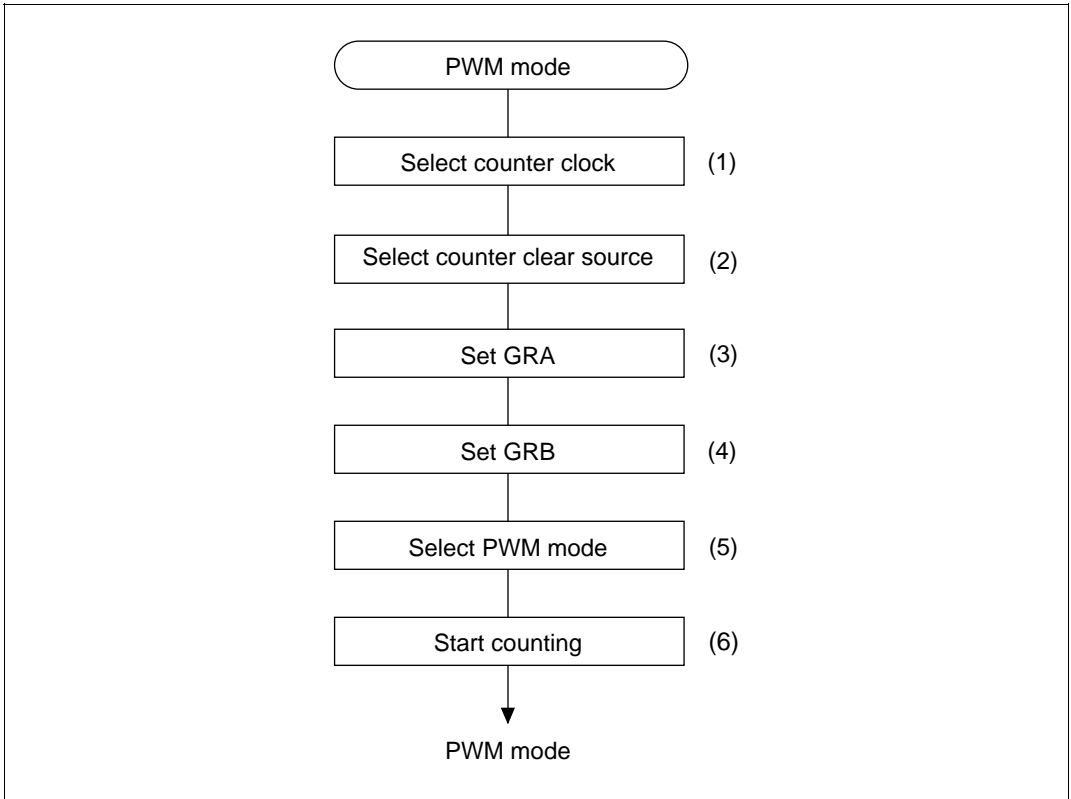 PWM mode
Select counter clock (1)
Select counter clear source (2)
Set GRA (3)
Set GRB (4)
Select PWM mode (5)
Start counting (6)
PWM mode